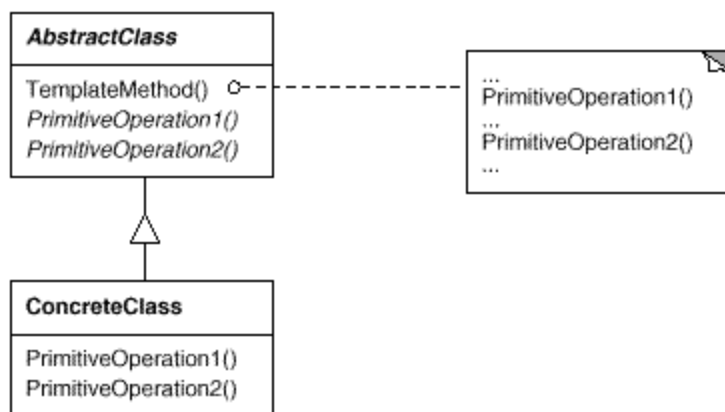 AbstractClass
TemplateMethod()
PrimitiveOperation1()
PrimitiveOperation2()
...
PrimitiveOperation1()
...
PrimitiveOperation2()
...
ConcreteClass
PrimitiveOperation1()
PrimitiveOperation2()